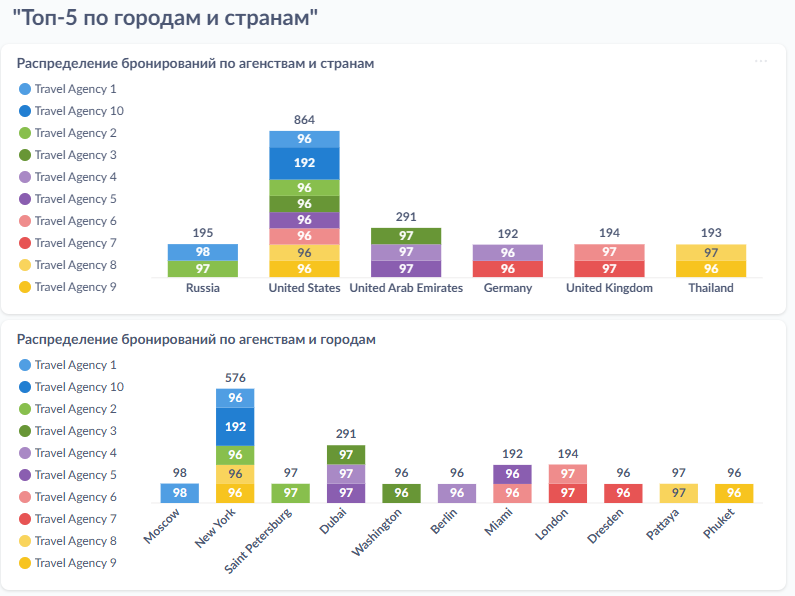 "Топ-5 по городам и странам"
Распределение бронирований по агенствам и странам
...
Travel Agency 1
Travel Agency 10
Travel Agency 2
Travel Agency 3
Travel Agency 4
Travel Agency 5
Travel Agency 6
Travel Agency 7
Travel Agency 8
Travel Agency 9
195
98
97
864
96
192
96
96
96
96
96
96
291
97
97
97
192
96
96
194
97
97
193
97
96
Russia
United States
United Arab Emirates
Germany
United Kingdom
Thailand
Распределение бронирований по агенствам и городам
Travel Agency 1
Travel Agency 10
Travel Agency 2
Travel Agency 3
Travel Agency 4
Travel Agency 5
Travel Agency 6
Travel Agency 7
Travel Agency 8
Travel Agency 9
98
98
576
96
192
96
96
96
97
97
291
97
97
97
96
96
96
96
192
96
96
194
97
97
96
96
97
97
96
96
Moscow
New York
Saint Petersburg
Dubai
Washington
Berlin
Miami
London
Dresden
Pattaya
Phuket